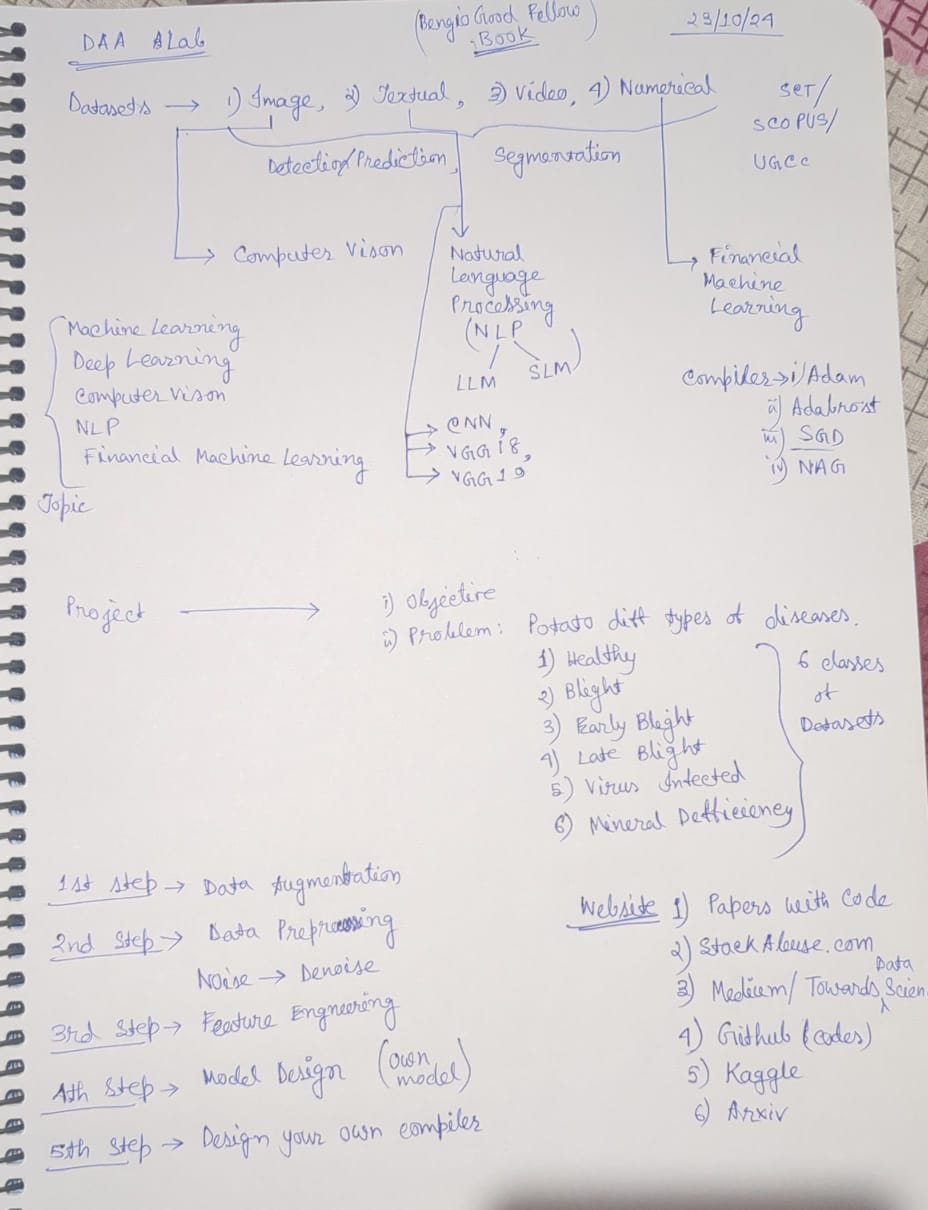 DAA ALab
(Bengio Good Fellow
Book)
23/10/24
Datasets → 1) Image, 2) Textual, 3) Video, 4) Numerical
SET/
SCOPUS/
UGCC
Detection/Prediction, Segmentation
→ Computer Vison
Natural
Language
Processing
(NLP
LLM SLM)
→ Financial
Machine
Learning
Machine Learning
Deep Learning
Computer Vison
NLP
Financial Machine Learning
Topic
→ CNN,
→ VGG 18,
→ VGG 19
Compiler → i) Adam
ii) Adabroist
iii) SGD
iv) NAG
Project → i) Objective
ii) Problem: Potato diff types of diseases.
1) Healthy
2) Blight
3) Early Blight
4) Late Blight
5) Virus Infected
6) Mineral Defficiency
6 classes
of
Datasets
1st step → Data Augmentation
2nd Step → Data Preprocessing
Noise → Denoise
3rd Step → Feature Engneering
4th Step → Model Design (own
model)
5th Step → Design your own compiler
Website 1) Papers with Code
2) StackAbuse.com
3) Medium/ Towards Data Scien
4) Github (codes)
5) Kaggle
6) Arxiv